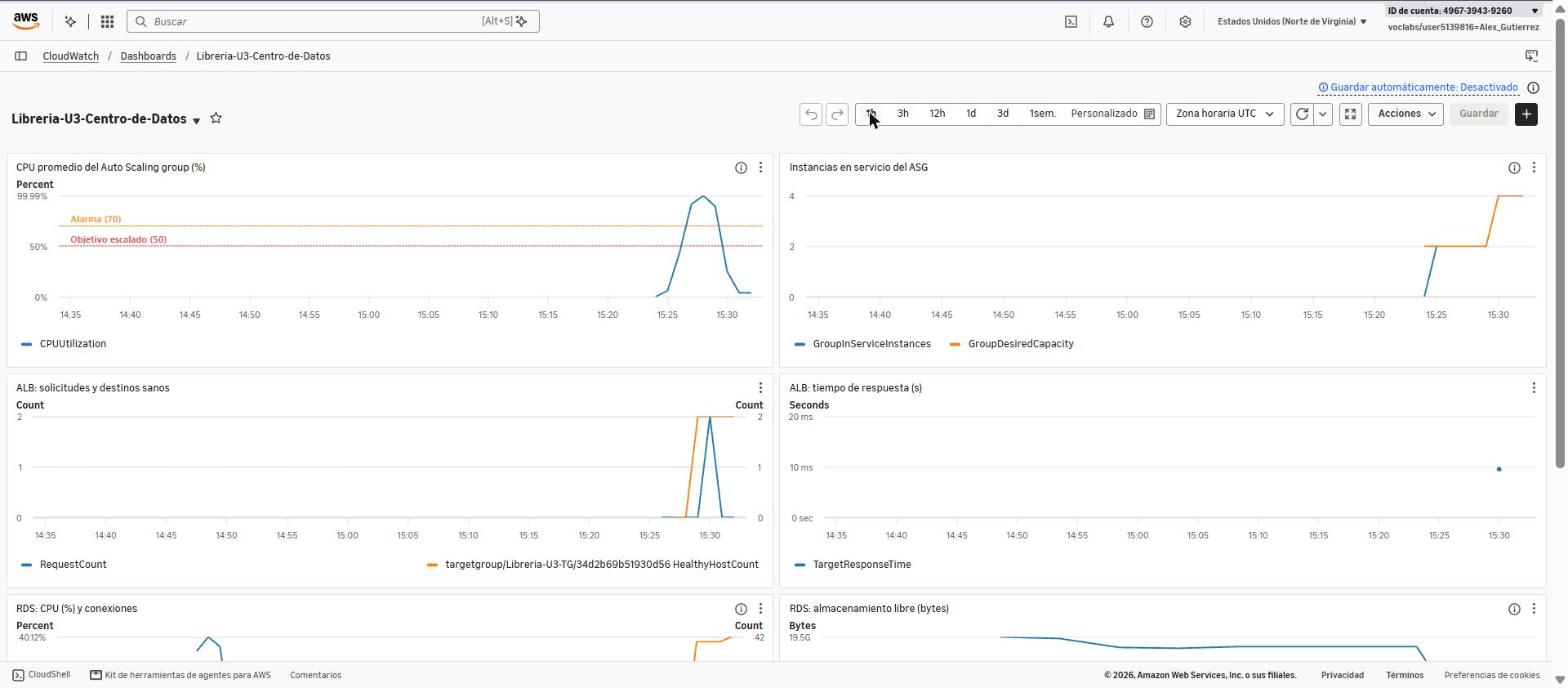 aws
Buscar
[Alt+S]
Estados Unidos (Norte de Virginia)
ID de cuenta: 4967-3943-9260
voclabs/user5139816=Alex_Gutierrez
CloudWatch / Dashboards / Libreria-U3-Centro-de-Datos
Guardar automáticamente: Desactivado
Libreria-U3-Centro-de-Datos
3h 12h 1d 3d 1sem. Personalizado
Zona horaria UTC
Acciones
Guardar
CPU promedio del Auto Scaling group (%)
Percent
99.99%
Alarma (70)
50%
Objetivo escalado (50)
0%
14:35 14:40 14:45 14:50 14:55 15:00 15:05 15:10 15:15 15:20 15:25 15:30
CPUUtilization
Instancias en servicio del ASG
4
2
0
14:35 14:40 14:45 14:50 14:55 15:00 15:05 15:10 15:15 15:20 15:25 15:30
GroupInServiceInstances GroupDesiredCapacity
ALB: solicitudes y destinos sanos
Count Count
2 2
1 1
0 0
14:35 14:40 14:45 14:50 14:55 15:00 15:05 15:10 15:15 15:20 15:25 15:30
RequestCount targetgroup/Libreria-U3-TG/34d2b69b51930d56 HealthyHostCount
ALB: tiempo de respuesta (s)
Seconds
20 ms
10 ms
0 sec
14:35 14:40 14:45 14:50 14:55 15:00 15:05 15:10 15:15 15:20 15:25 15:30
TargetResponseTime
RDS: CPU (%) y conexiones
Percent Count
40.12% 42
RDS: almacenamiento libre (bytes)
Bytes
19.5G
CloudShell Kit de herramientas de agentes para AWS Comentarios
© 2026, Amazon Web Services, Inc. o sus filiales. Privacidad Términos Preferencias de cookies